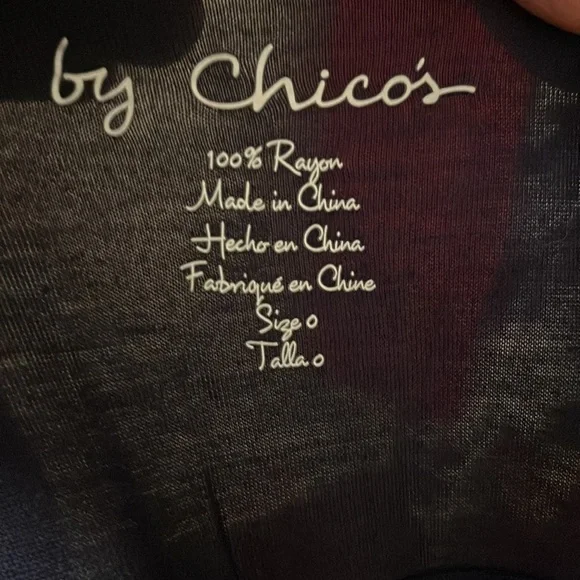 by Chico's
100% Rayon
Made in China
Hecho en China
Fabriqué en Chine
Size 0
Talla 0